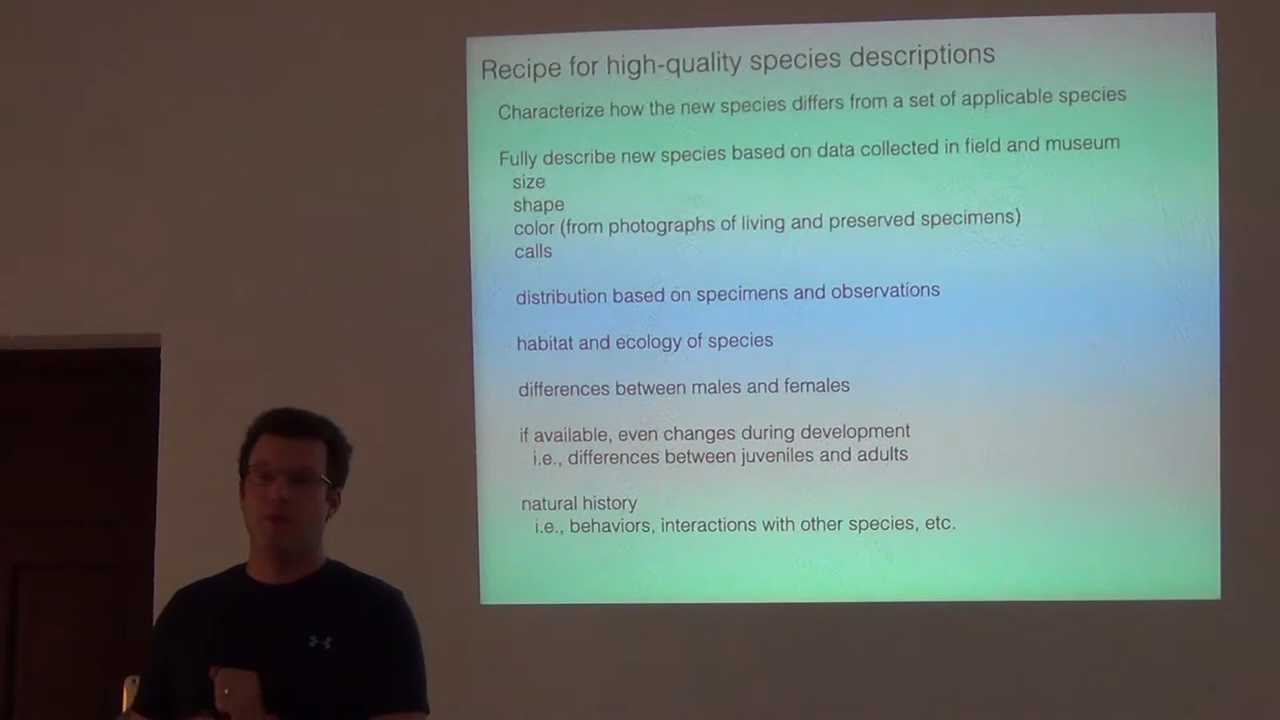 Recipe for high-quality species descriptions
Characterize how the new species differs from a set of applicable species
Fully describe new species based on data collected in field and museum
size
shape
color (from photographs of living and preserved specimens)
calls
distribution based on specimens and observations
habitat and ecology of species
differences between males and females
if available, even changes during development
i.e., differences between juveniles and adults
natural history
i.e., behaviors, interactions with other species, etc.